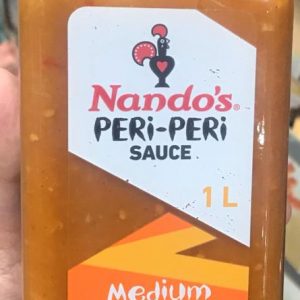 Nando's®
PERi-PERi
SAUCE
1 L
Medium